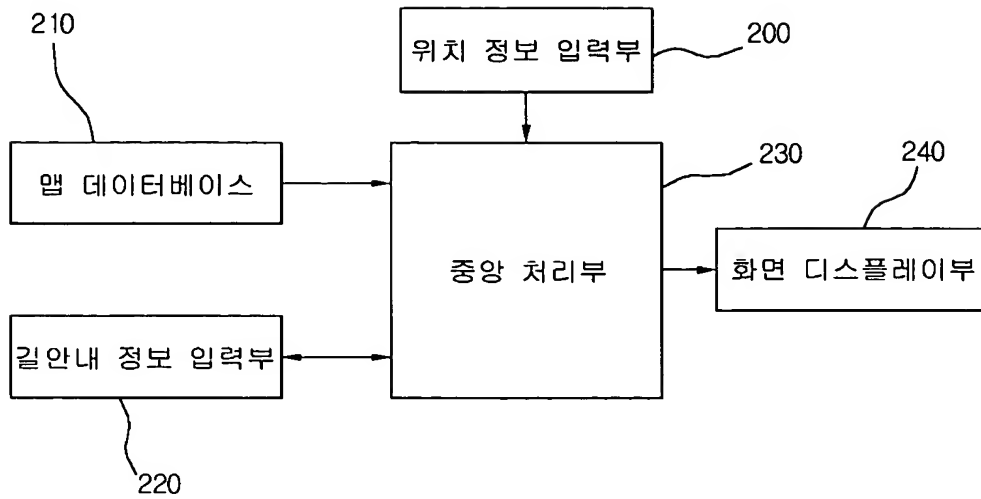 210
위치 정보 입력부
200
맵 데이터베이스
230
240
중앙 처리부
화면 디스플레이부
길안내 정보 입력부
220